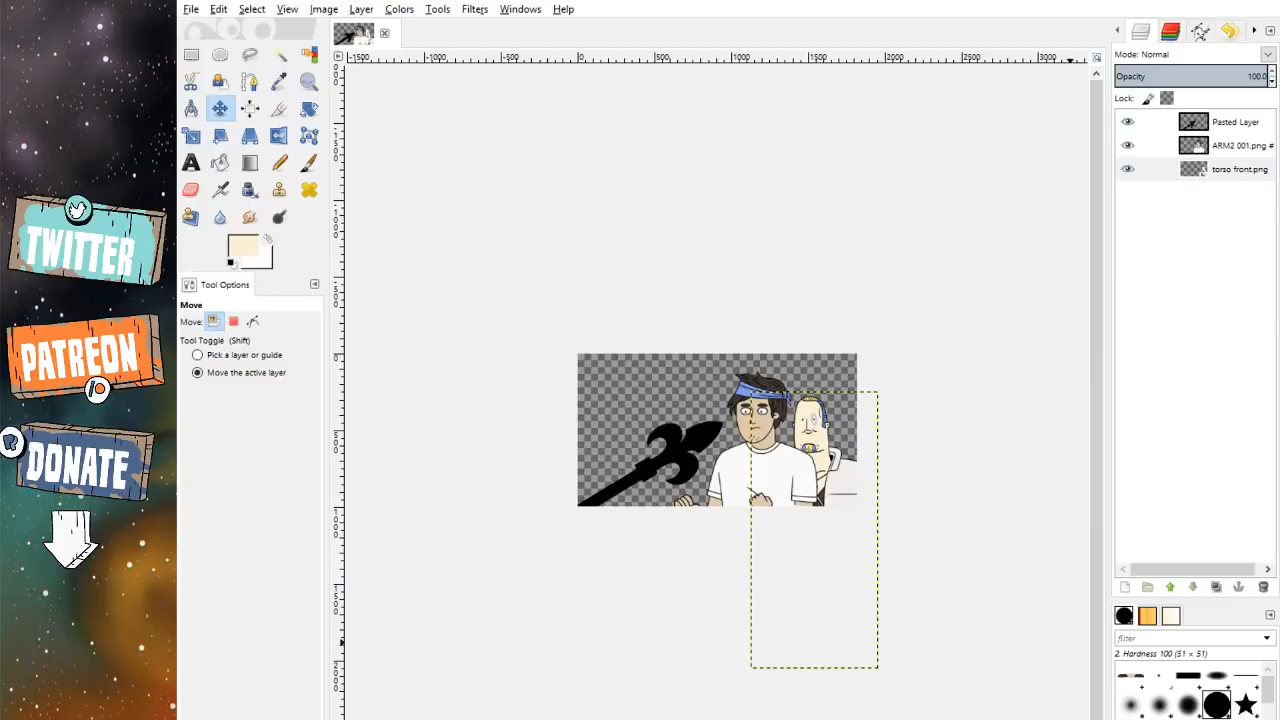 File Edit Select View Image Layer Colors Tools Filters Windows Help
-1500 -1000 -500 0 500 1000 1500 2000 2500 3000
Mode: Normal
Opacity 100.0
Lock:
Pasted Layer
ARM2 001.png #
torso front.png
TWITTER
PATREON
DONATE
Tool Options
Move
Move:
Tool Toggle (Shift)
Pick a layer or guide
Move the active layer
filter
2. Hardness 100 (51 × 51)